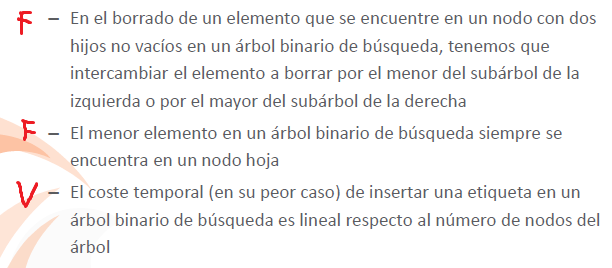 F – En el borrado de un elemento que se encuentre en un nodo con dos
hijos no vacíos en un árbol binario de búsqueda, tenemos que
intercambiar el elemento a borrar por el menor del subárbol de la
izquierda o por el mayor del subárbol de la derecha
F – El menor elemento en un árbol binario de búsqueda siempre se
encuentra en un nodo hoja
V – El coste temporal (en su peor caso) de insertar una etiqueta en un
árbol binario de búsqueda es lineal respecto al número de nodos del
árbol